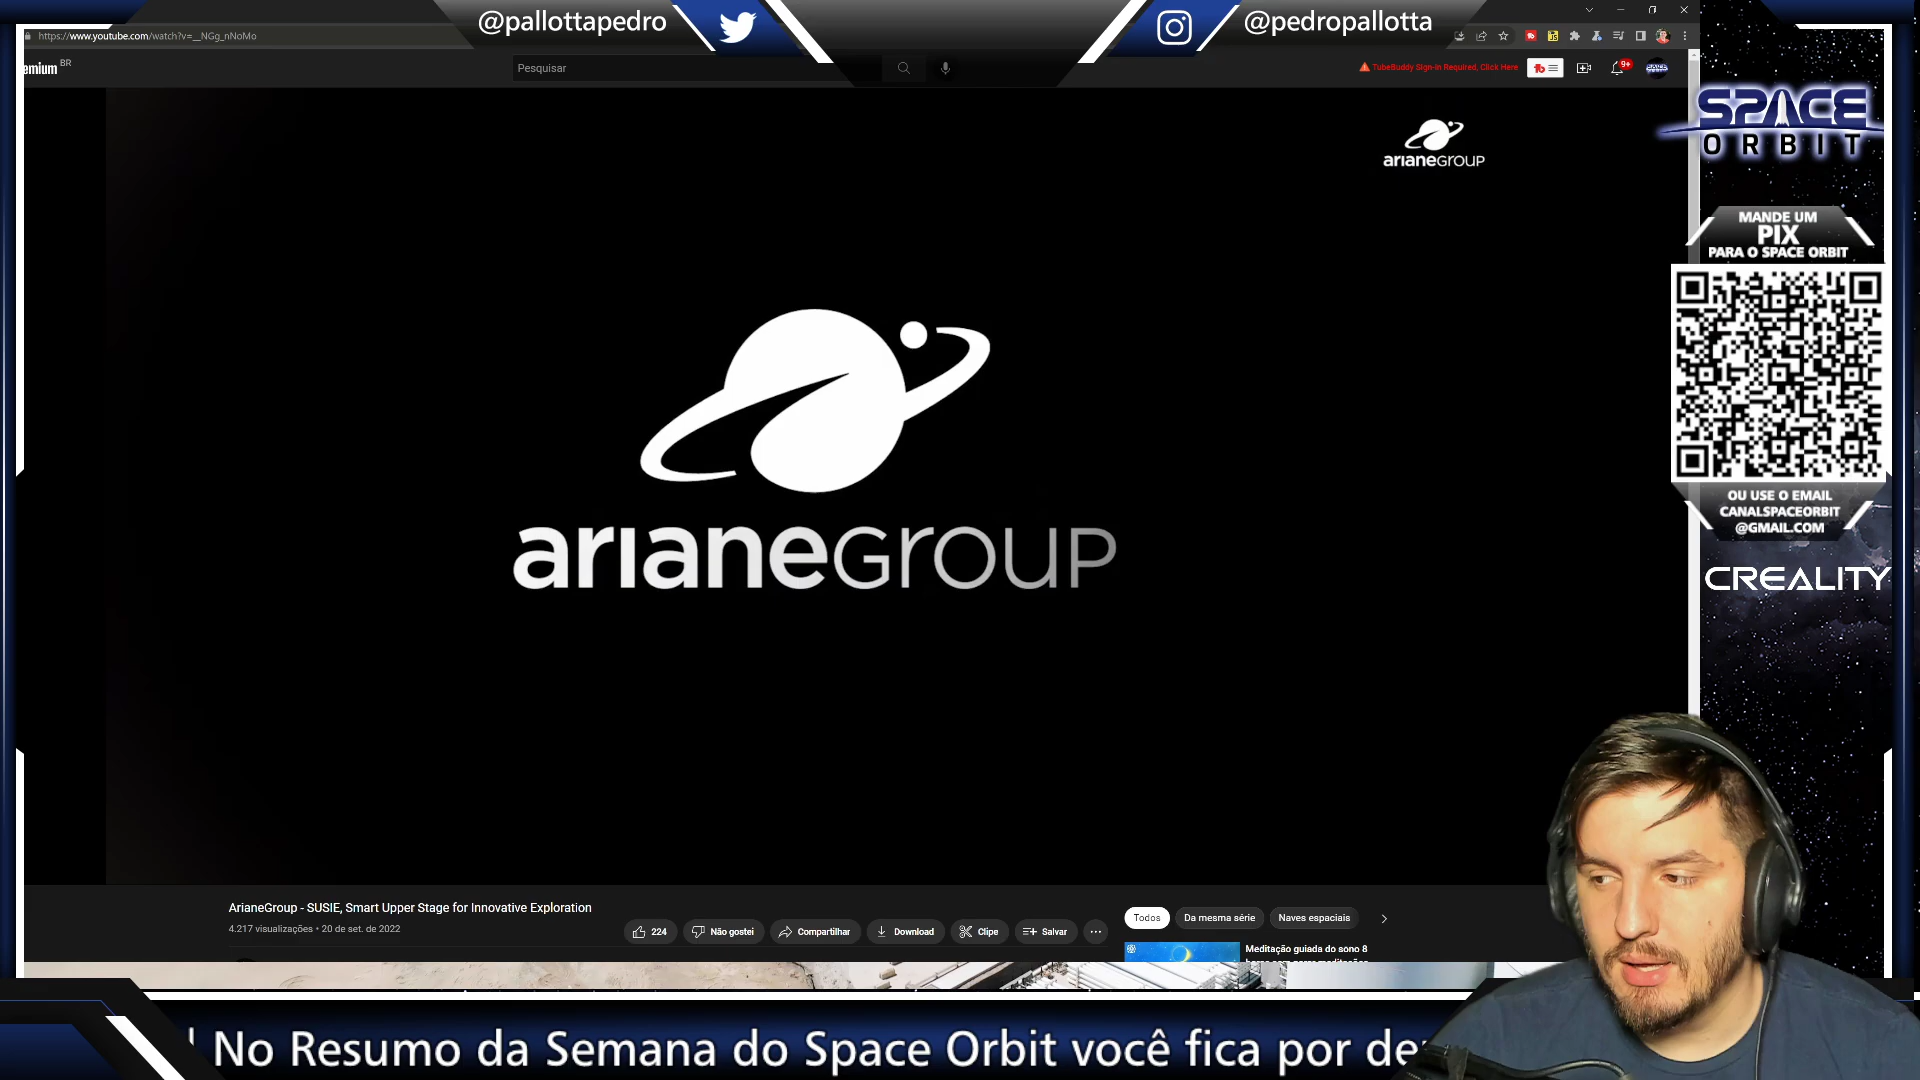 @pallottapedro
@pedropallotta
https://www.youtube.com/watch?v=__NGg_nNoMo
emium BR
Pesquisar
TubeBuddy Sign-In Required, Click Here
9+
SPACE
ORBIT
arianeGROUP
MANDE UM
PIX
PARA O SPACE ORBIT
arianeGROUP
OU USE O EMAIL
CANALSPACEORBIT
@GMAIL.COM
CREALITY
ArianeGroup - SUSIE, Smart Upper Stage for Innovative Exploration
4.217 visualizações • 20 de set. de 2022
224
Não gostei
Compartilhar
Download
Clipe
Salvar
Todos
Da mesma série
Naves espaciais
Meditação guiada do sono 8
No Resumo da Semana do Space Orbit você fica por de